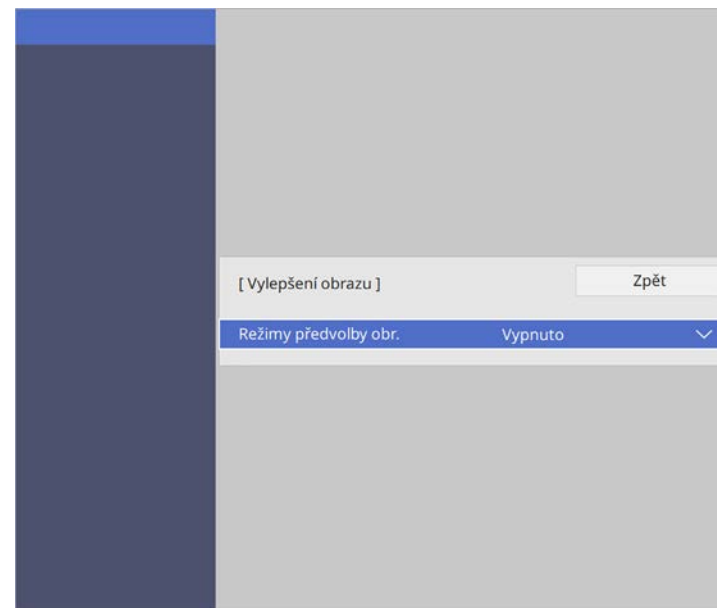 [ Vylepšení obrazu ]
Zpět
Režimy předvolby obr.
Vypnuto